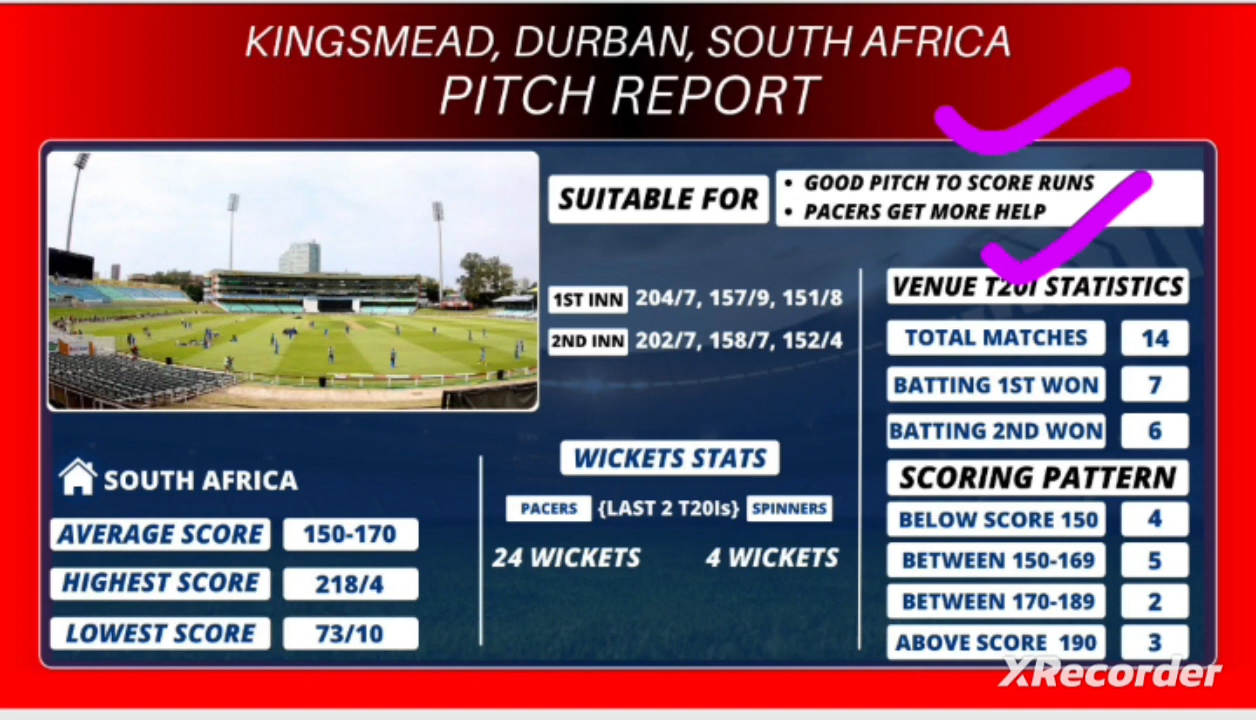 KINGSMEAD, DURBAN, SOUTH AFRICA
PITCH REPORT
SUITABLE FOR
• GOOD PITCH TO SCORE RUNS
• PACERS GET MORE HELP
1ST INN 204/7, 157/9, 151/8
2ND INN 202/7, 158/7, 152/4
VENUE T20I STATISTICS
TOTAL MATCHES 14
BATTING 1ST WON 7
BATTING 2ND WON 6
SCORING PATTERN
BELOW SCORE 150 4
BETWEEN 150-169 5
BETWEEN 170-189 2
ABOVE SCORE 190 3
WICKETS STATS
PACERS {LAST 2 T20Is} SPINNERS
24 WICKETS 4 WICKETS
SOUTH AFRICA
AVERAGE SCORE 150-170
HIGHEST SCORE 218/4
LOWEST SCORE 73/10
XRecorder